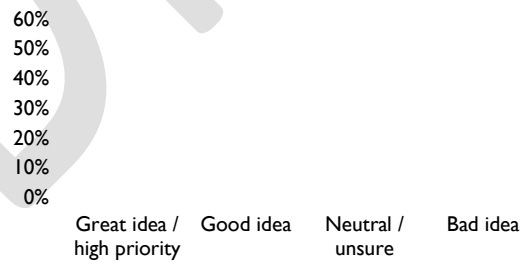 60%
50%
40%
30%
20%
10%
0%
Great idea / high priority
Good idea
Neutral / unsure
Bad idea